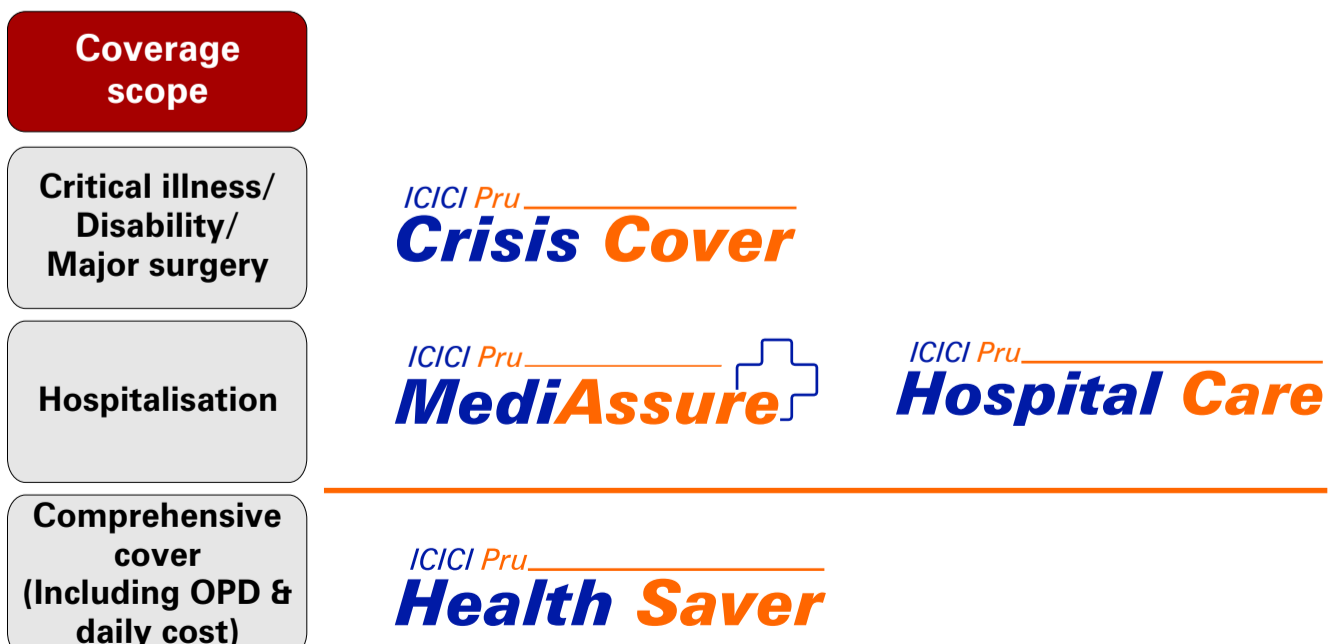 Coverage
scope
Critical illness/
Disability/
Major surgery
ICICI Pru
Crisis Cover
Hospitalisation
ICICI Pru
MediAssure
ICICI Pru
Hospital Care
Comprehensive
cover
(Including OPD &
daily cost)
ICICI Pru
Health Saver